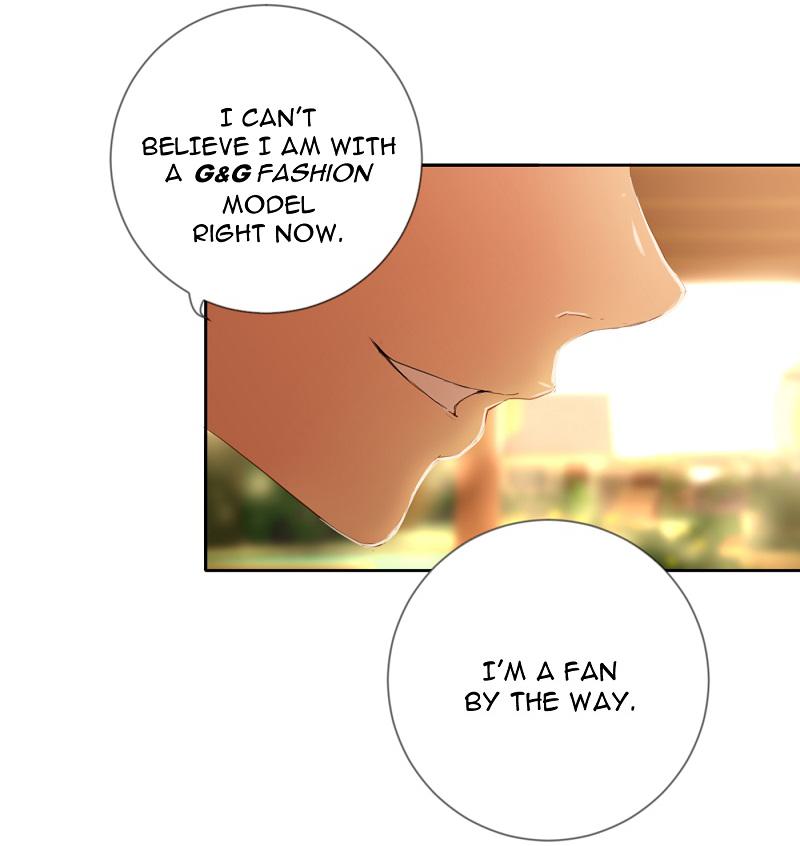 I CAN'T
BELIEVE I AM WITH
A G&G FASHION
MODEL
RIGHT NOW.
I'M A FAN
BY THE WAY.